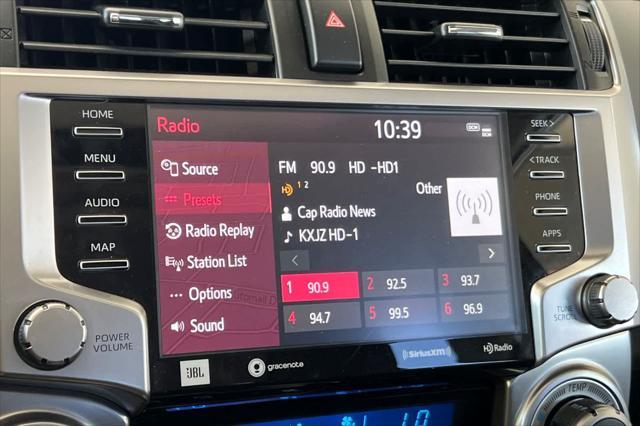 HOME
MENU
AUDIO
MAP
POWER
VOLUME
Radio
10:39
DCM
Source
Presets
Radio Replay
Station List
Options
Sound
FM 90.9 HD -HD1
1 2
Other
Cap Radio News
KXJZ HD-1
1 90.9
2 92.5
3 93.7
4 94.7
5 99.5
6 96.9
SEEK>
<TRACK
PHONE
APPS
TUNE
SCROLL
JBL
gracenote
SiriusXM
HD Radio
TEMP